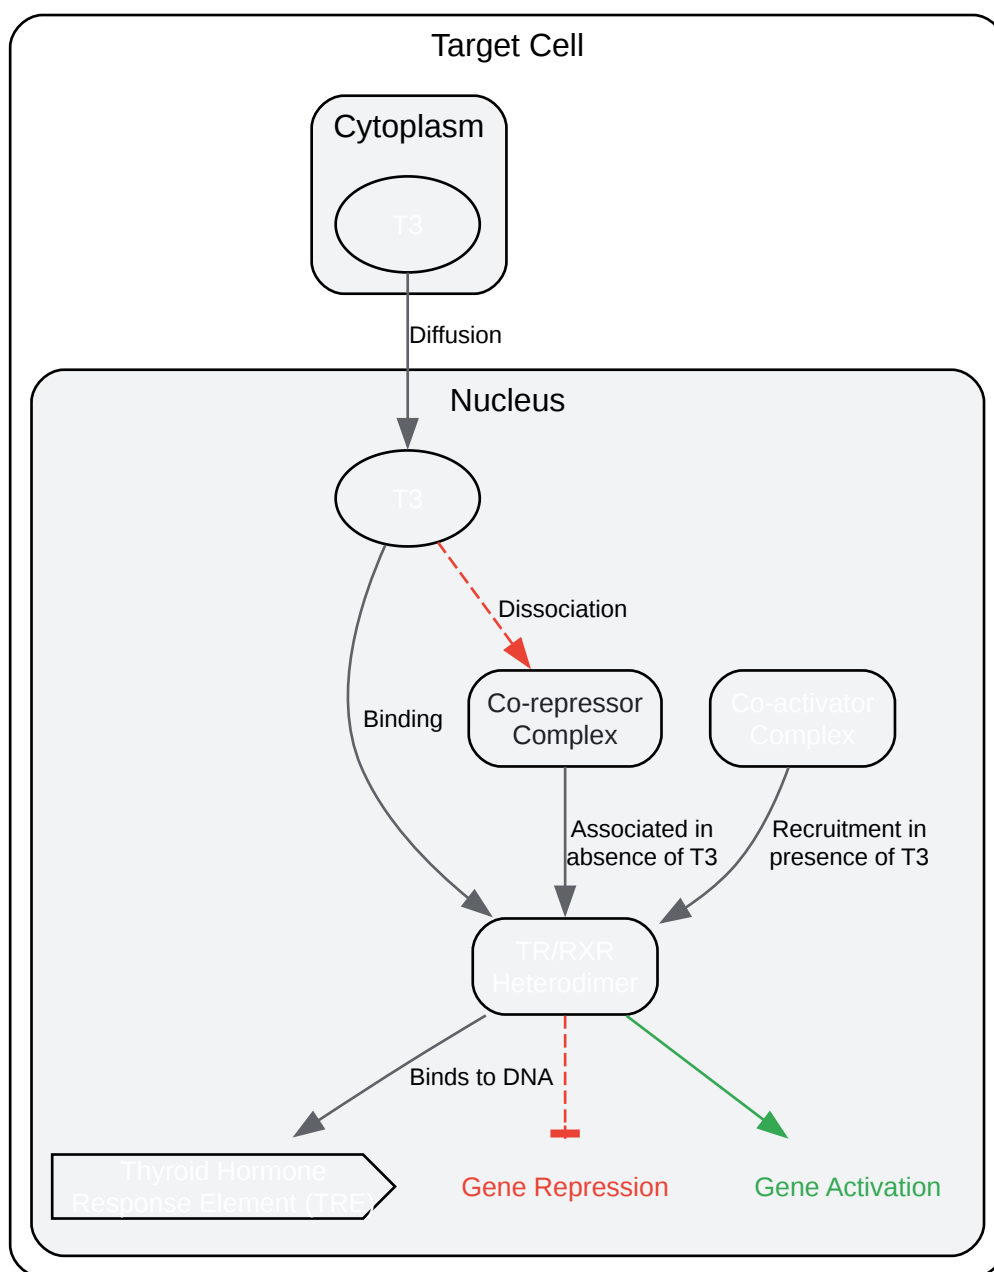 Target Cell
Cytoplasm
T3
Diffusion
Nucleus
T3
Dissociation
Binding
Co-repressor
Complex
Co-activator
Complex
Associated in
absence of T3
Recruitment in
presence of T3
TR/RXR
Heterodimer
Binds to DNA
Thyroid Hormone
Response Element (TRE)
Gene Repression
Gene Activation